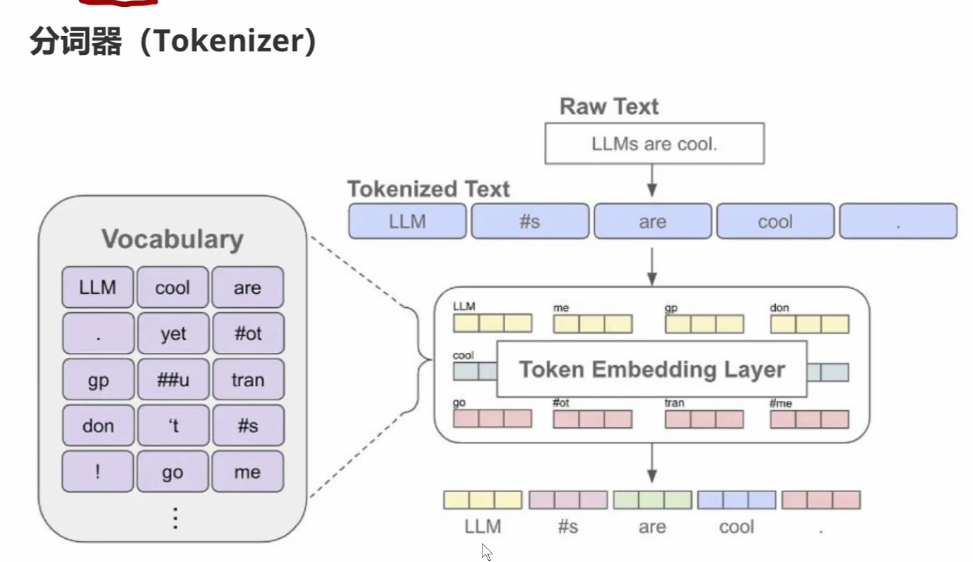 分词器（Tokenizer）
Raw Text
LLMs are cool.
Tokenized Text
LLM #s are cool .
Vocabulary
LLM cool are
. yet #ot
gp ##u tran
don 't #s
! go me
⋮
LLM me gp don
cool
Token Embedding Layer
go #ot tran #me
LLM #s are cool .